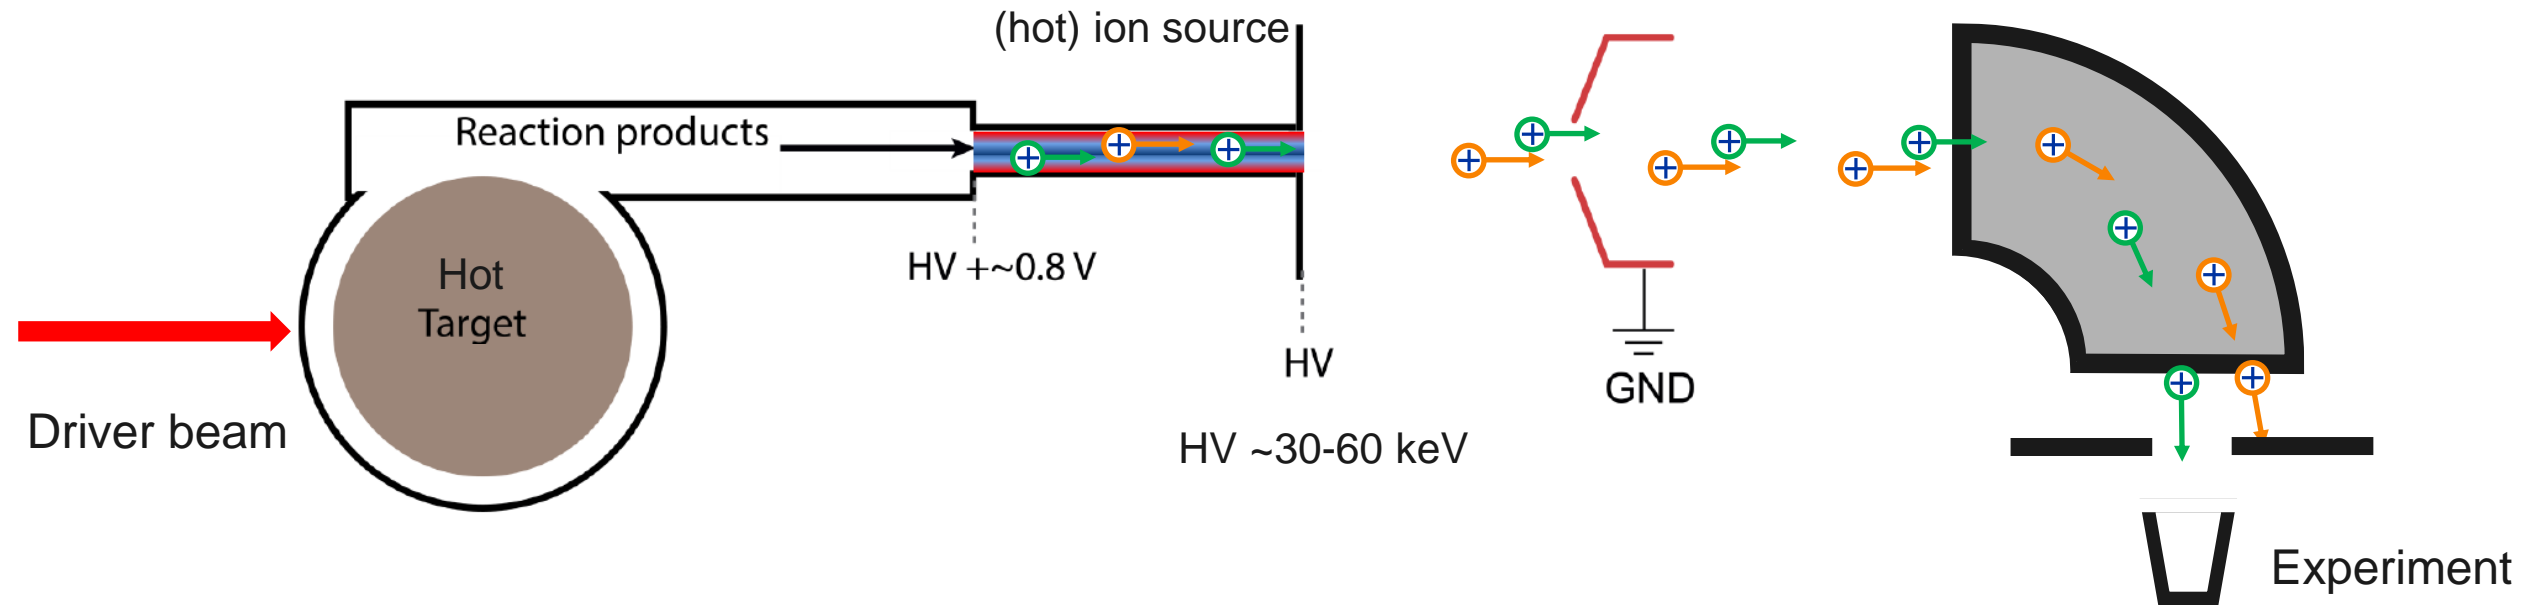 (hot) ion source
Reaction products
Hot
Target
HV +~0.8 V
HV
GND
Driver beam
HV ~30-60 keV
Experiment